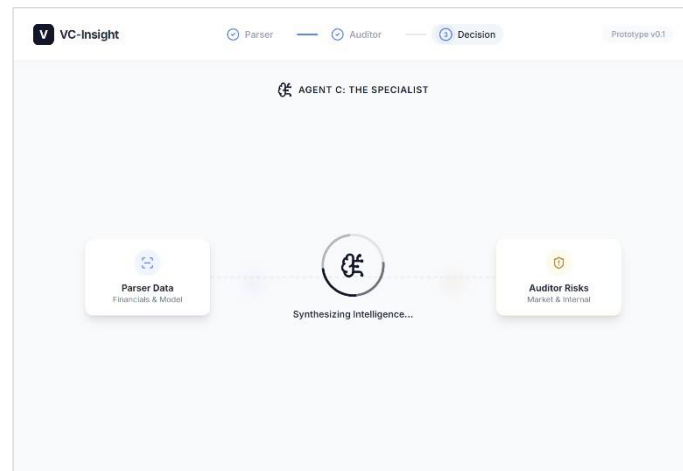 V VC-Insight
Parser
Auditor
3 Decision
Prototype v0.1
AGENT C: THE SPECIALIST
Parser Data
Financials & Model
Synthesizing Intelligence...
Auditor Risks
Market & Internal